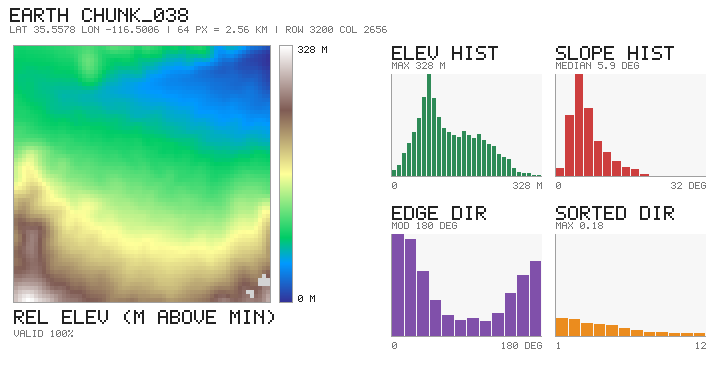 EARTH CHUNK_038
LAT 35.5578 LON -116.5006 | 64 PX = 2.56 KM | ROW 3200 COL 2656
328 M
0 M
REL ELEV (M ABOVE MIN)
VALID 100%
ELEV HIST
MAX 328 M
0 328 M
SLOPE HIST
MEDIAN 5.9 DEG
0 32 DEG
EDGE DIR
MOD 180 DEG
0 180 DEG
SORTED DIR
MAX 0.18
1 12